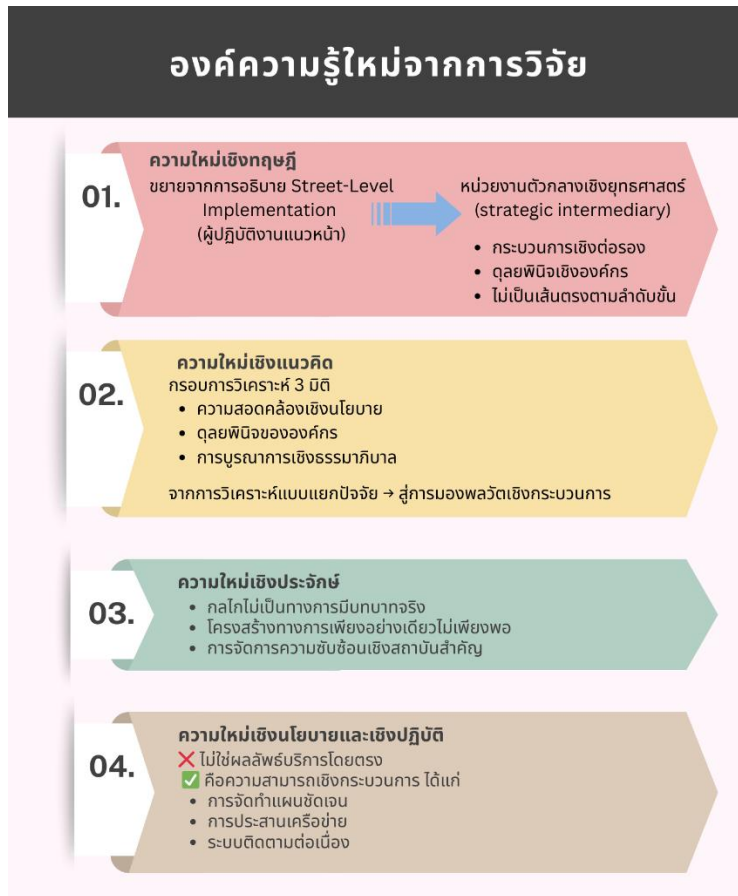 องค์ความรู้ใหม่จากการวิจัย
01.
ความใหม่เชิงทฤษฎี
ขยายจากการอธิบาย Street-Level
Implementation
(ผู้ปฏิบัติงานแนวหน้า)
หน่วยงานตัวกลางเชิงยุทธศาสตร์
(strategic intermediary)
• กระบวนการเชิงต่อรอง
• ดุลยพินิจเชิงองค์กร
• ไม่เป็นเส้นตรงตามลำดับขั้น
02.
ความใหม่เชิงแนวคิด
กรอบการวิเคราะห์ 3 มิติ
• ความสอดคล้องเชิงนโยบาย
• ดุลยพินิจขององค์กร
• การบูรณาการเชิงธรรมาภิบาล
จากการวิเคราะห์แบบแยกปัจจัย → สู่การมองพลวัตเชิงกระบวนการ
03.
ความใหม่เชิงประจักษ์
• กลไกไม่เป็นทางการมีบทบาทจริง
• โครงสร้างทางการเพียงอย่างเดียวไม่เพียงพอ
• การจัดการความซับซ้อนเชิงสถาบันสำคัญ
04.
ความใหม่เชิงนโยบายและเชิงปฏิบัติ
❌ ไม่ใช่ผลลัพธ์บริการโดยตรง
✅ คือความสามารถเชิงกระบวนการ ได้แก่
• การจัดทำแผนชัดเจน
• การประสานเครือข่าย
• ระบบติดตามต่อเนื่อง